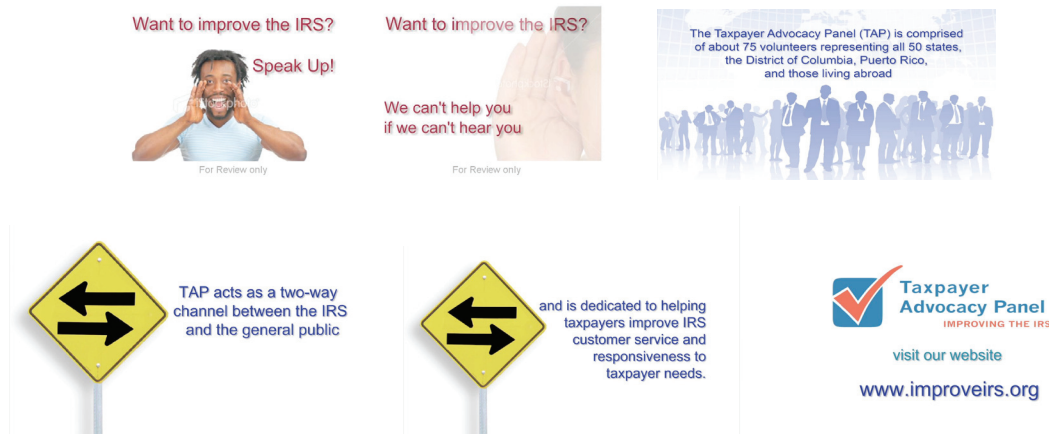 Want to improve the IRS?
Speak Up!
For Review only
Want to improve the IRS?
We can't help you
if we can't hear you
For Review only
The Taxpayer Advocacy Panel (TAP) is comprised
of about 75 volunteers representing all 50 states,
the District of Columbia, Puerto Rico,
and those living abroad
TAP acts as a two-way
channel between the IRS
and the general public
and is dedicated to helping
taxpayers improve IRS
customer service and
responsiveness to
taxpayer needs.
Taxpayer
Advocacy Panel
IMPROVING THE IRS
visit our website
www.improveirs.org